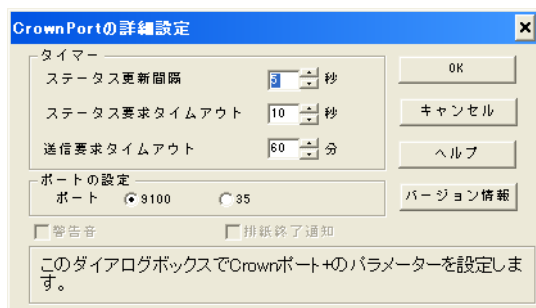 CrownPortの詳細設定
タイマー
ステータス更新間隔 5 秒
OK
ステータス要求タイムアウト 10 秒
キャンセル
送信要求タイムアウト 60 分
ヘルプ
ポートの設定
ポート 9100 35
バージョン情報
警告音 排紙終了通知
このダイアログボックスでCrownポート+のパラメーターを設定しま
す。